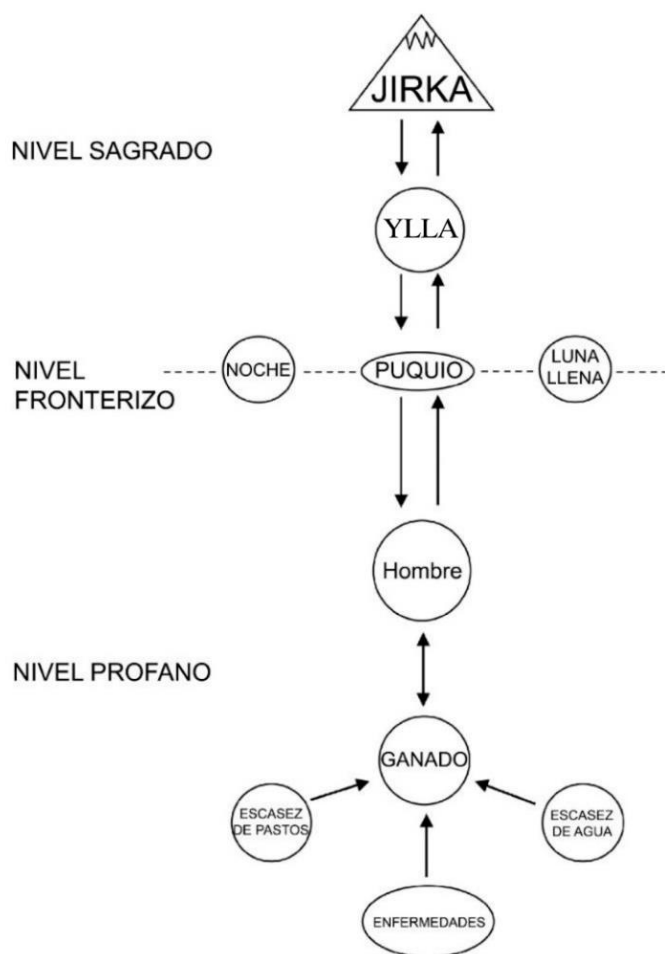 JIRKA
NIVEL SAGRADO
YLLA
NOCHE
PUQUIO
LUNA
LLENA
NIVEL
FRONTERIZO
Hombre
NIVEL PROFANO
GANADO
ESCASEZ
DE PASTOS
ESCASEZ
DE AGUA
ENFERMEDADES